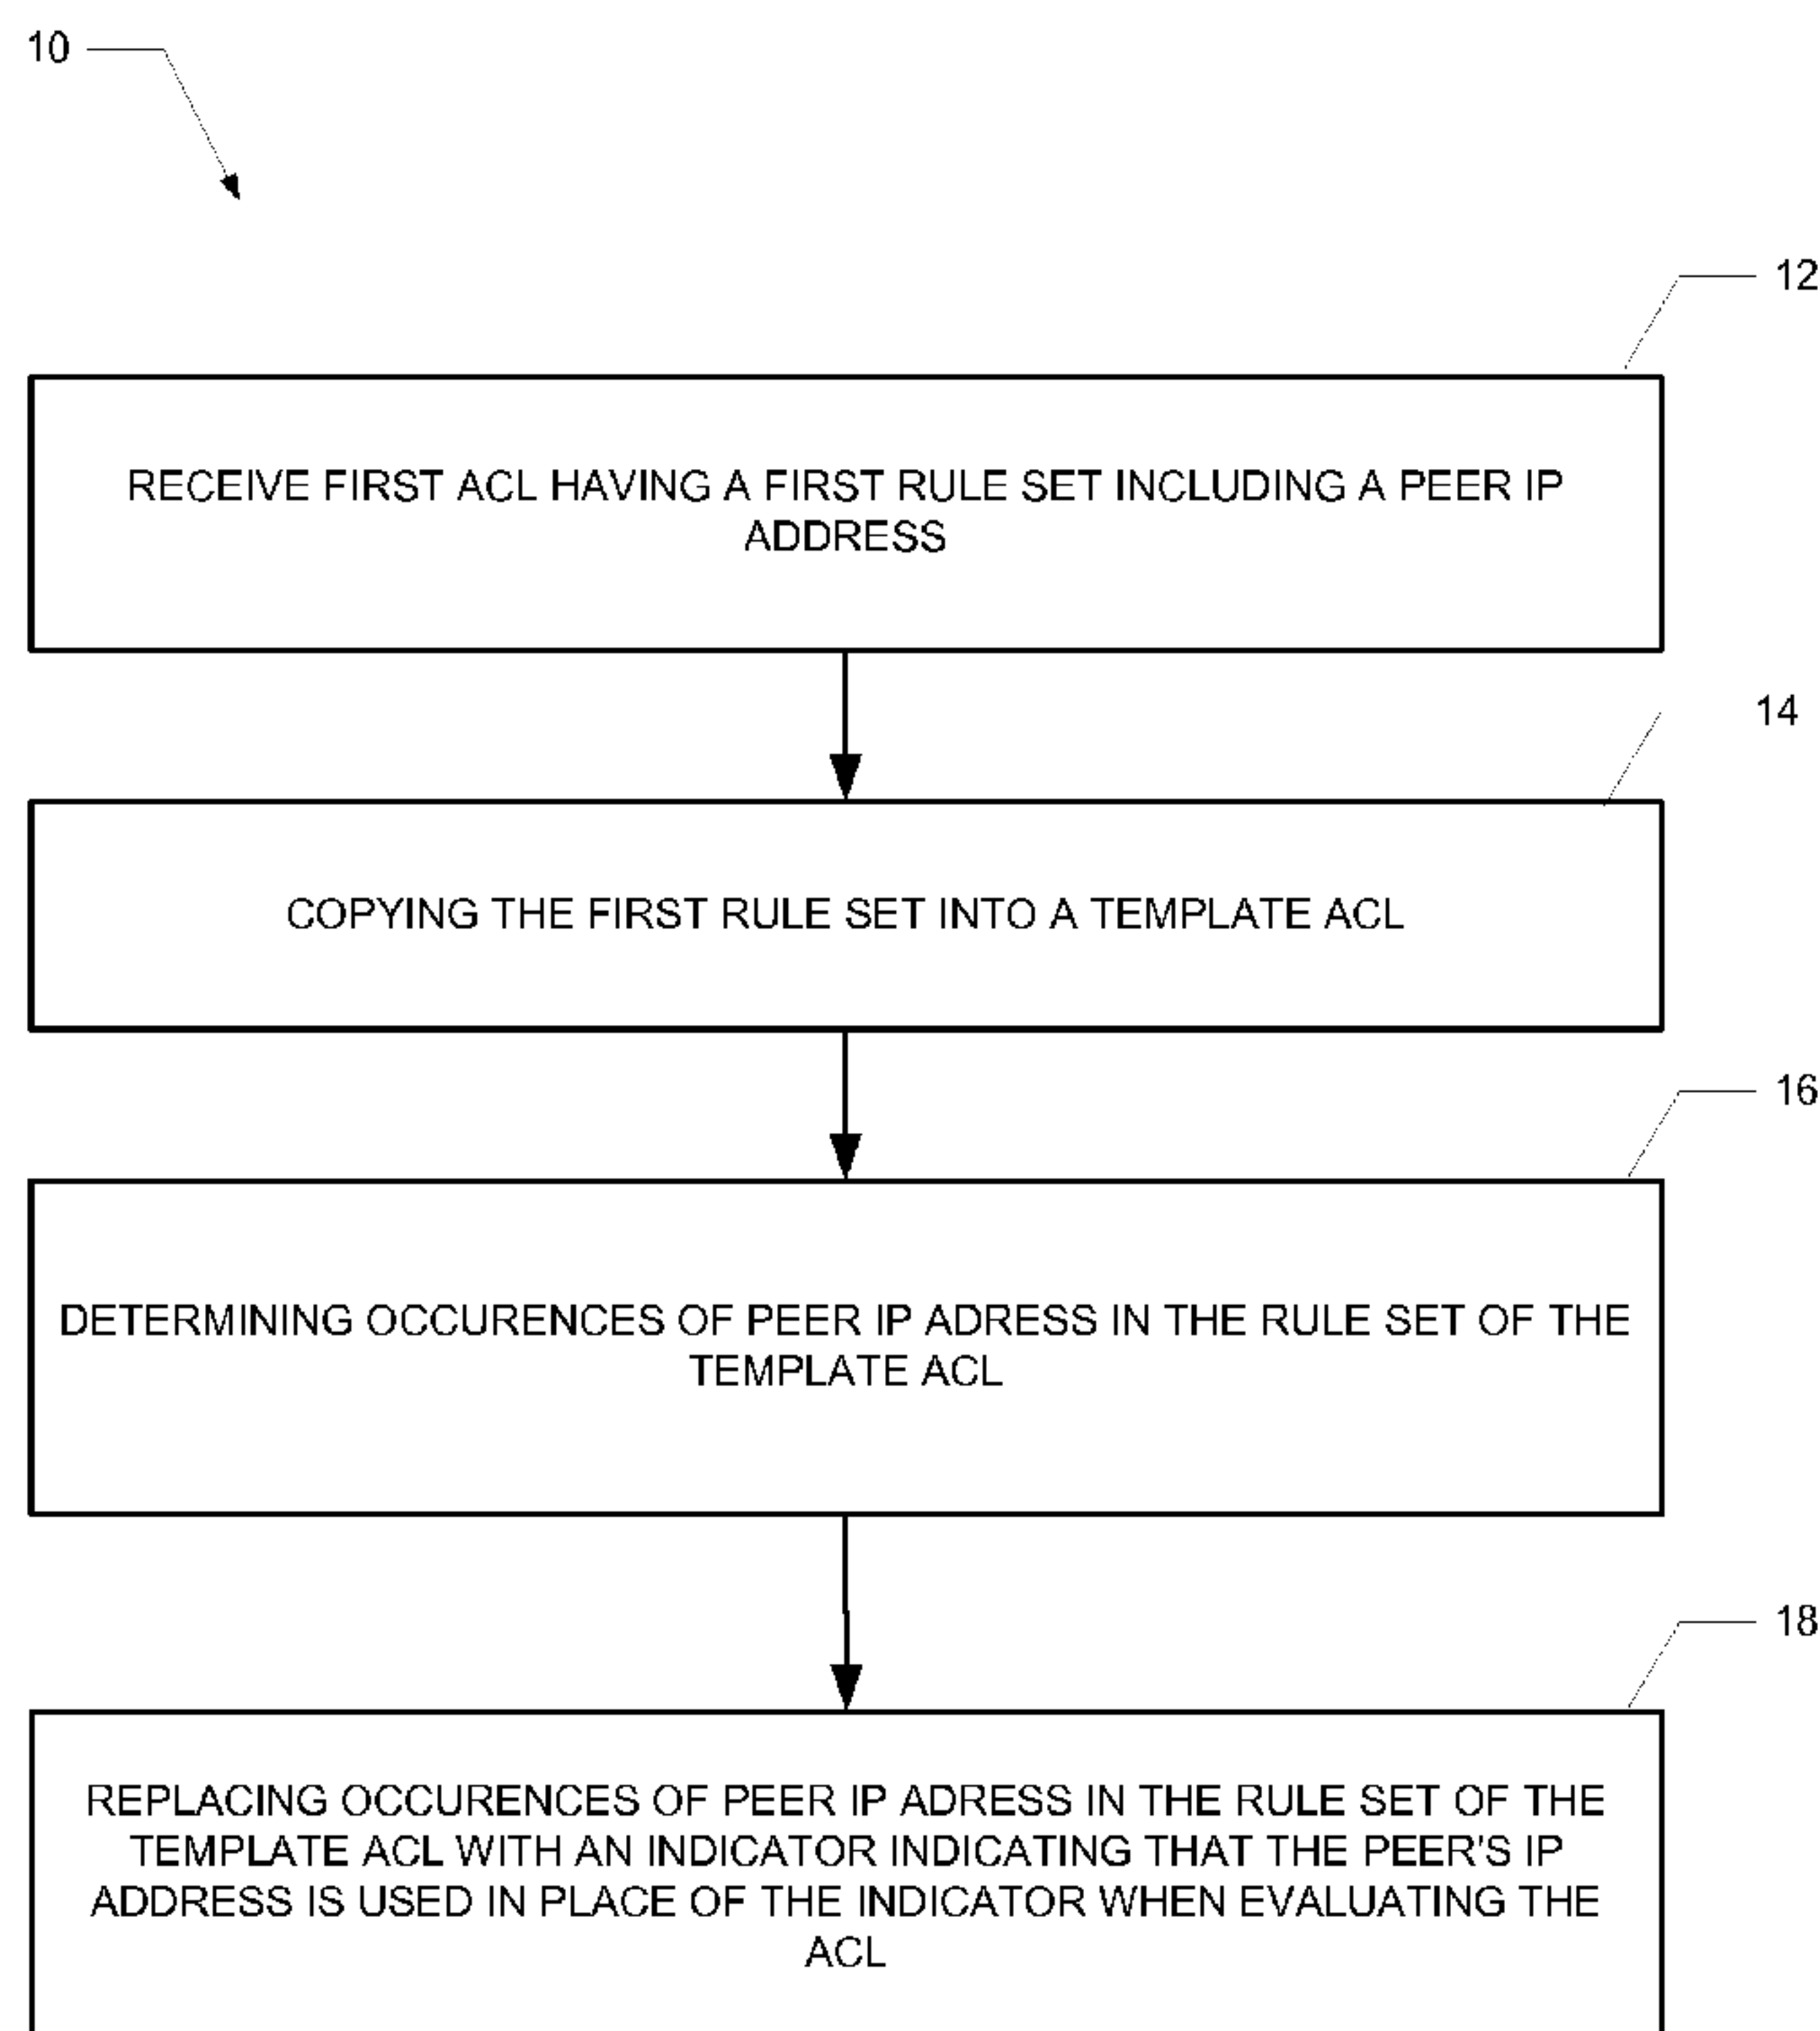 10
12
RECEIVE FIRST ACL HAVING A FIRST RULE SET INCLUDING A PEER IP
ADDRESS
14
COPYING THE FIRST RULE SET INTO A TEMPLATE ACL
16
DETERMINING OCCURENCES OF PEER IP ADRESS IN THE RULE SET OF THE
TEMPLATE ACL
18
REPLACING OCCURENCES OF PEER IP ADRESS IN THE RULE SET OF THE
TEMPLATE ACL WITH AN INDICATOR INDICATING THAT THE PEER'S IP
ADDRESS IS USED IN PLACE OF THE INDICATOR WHEN EVALUATING THE
ACL